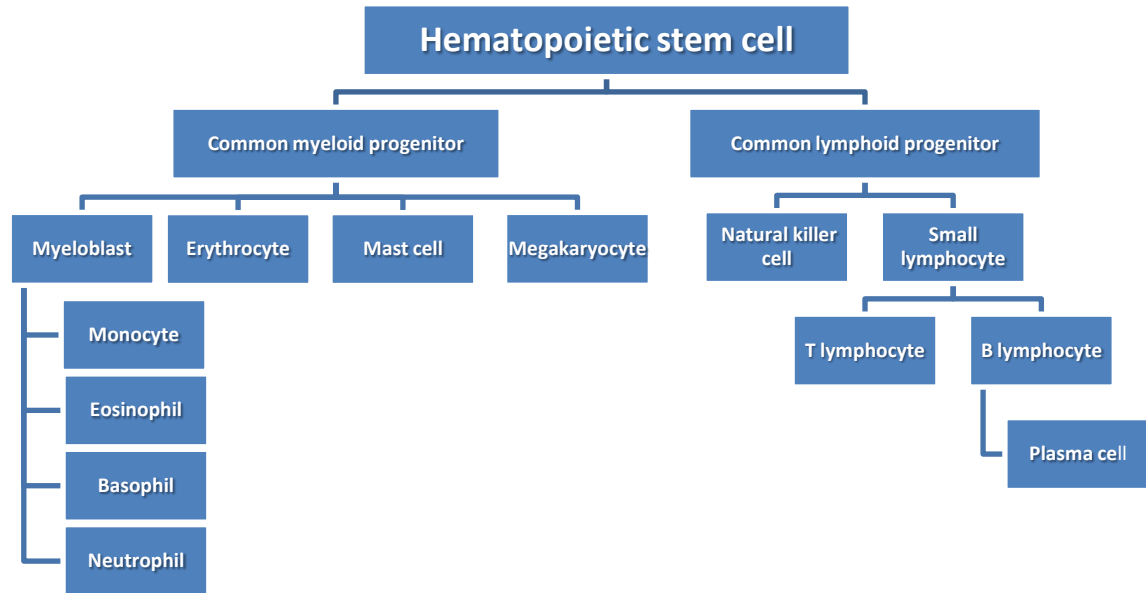 Hematopoietic stem cell
Common myeloid progenitor
Common lymphoid progenitor
Myeloblast
Erythrocyte
Mast cell
Megakaryocyte
Natural killer
cell
Small
lymphocyte
Monocyte
Eosinophil
Basophil
Neutrophil
T lymphocyte
B lymphocyte
Plasma cell